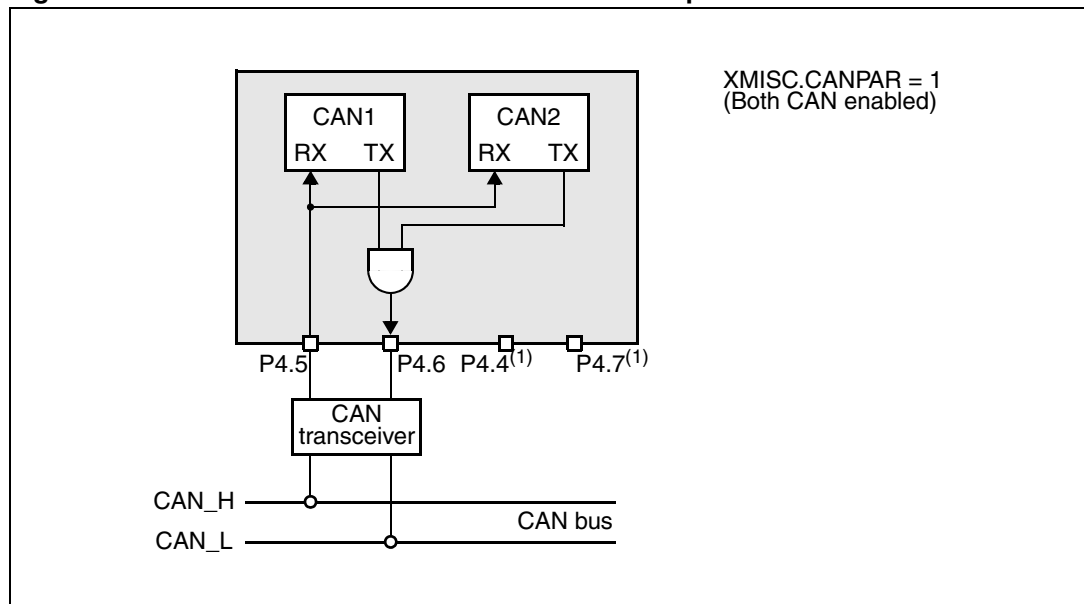 XMISC.CANPAR = 1
(Both CAN enabled)
CAN1
RX TX
CAN2
RX TX
P4.5
P4.6
P4.4(1)
P4.7(1)
CAN
transceiver
CAN_H
CAN bus
CAN_L